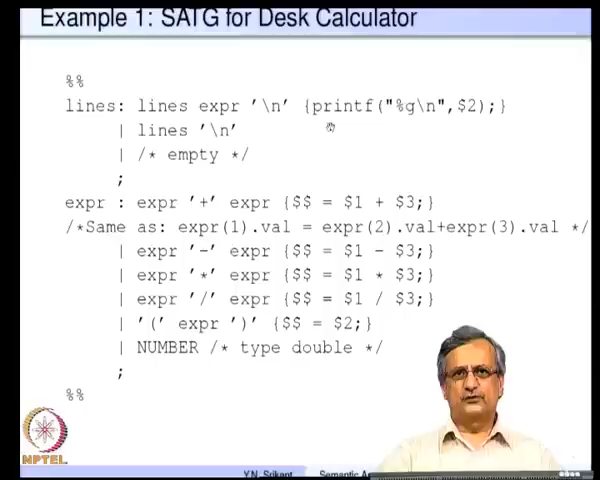 Example 1: SATG for Desk Calculator
%%
lines: lines expr '\n' {printf("%g\n",$2);}
| lines '\n'
| /* empty */
;
expr : expr '+' expr {$$ = $1 + $3;}
/*Same as: expr(1).val = expr(2).val+expr(3).val */
| expr '-' expr {$$ = $1 - $3;}
| expr '*' expr {$$ = $1 * $3;}
| expr '/' expr {$$ = $1 / $3;}
| '(' expr ')' {$$ = $2;}
| NUMBER /* type double */
;
%%
NPTEL
Y.N. Srikant Semantic